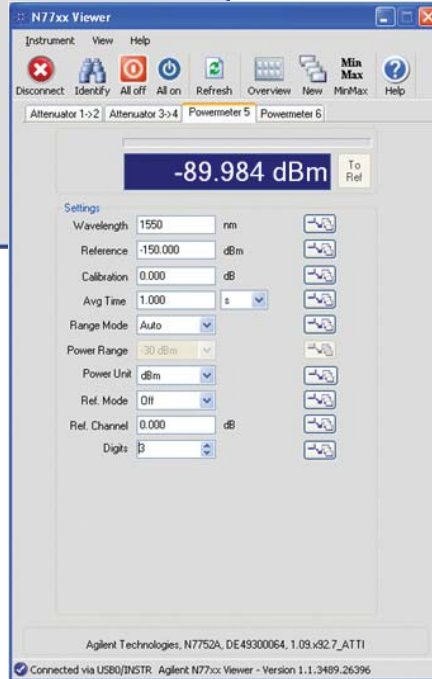 N77xx Viewer
Instrument View Help
Disconnect Identify All off All on Refresh Overview New MinMax Help
Min
Max
Attenuator 1->2 Attenuator 3->4 Powermeter 5 Powermeter 6
-89.984 dBm To Ref
Settings
Wavelength 1550 nm
Reference -150.000 dBm
Calibration 0.000 dB
Avg Time 1.000 s
Range Mode Auto
Power Range -30 dBm
Power Unit dBm
Ref. Mode Off
Ref. Channel 0.000 dB
Digits 3
Agilent Technologies, N7752A, DE49300064, 1.09.x92.7_ATTI
Connected via USB0/INSTR Agilent N77xx Viewer - Version 1.1.3489.26396